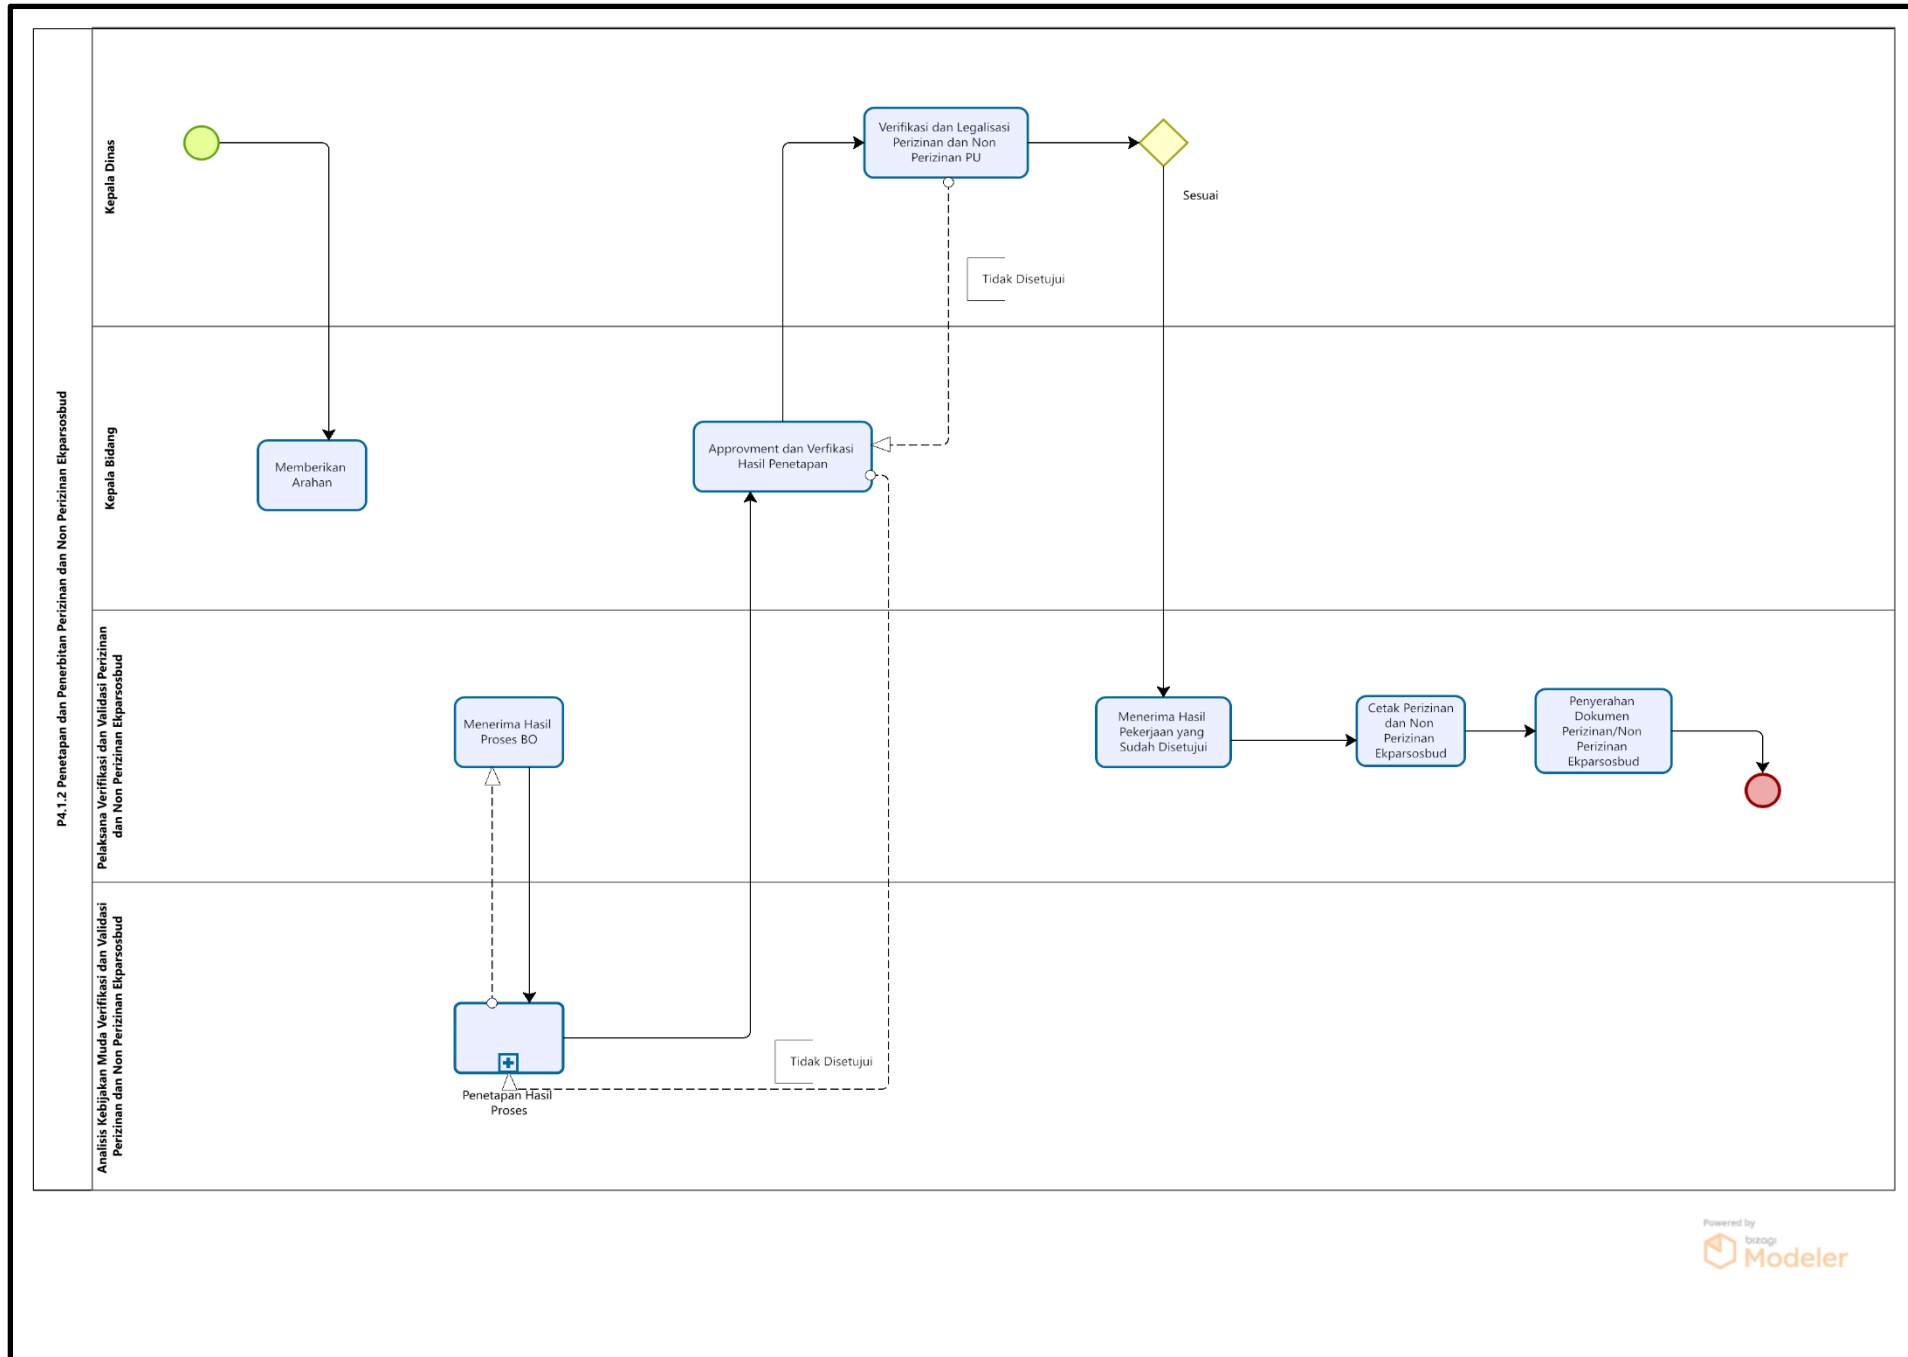 P4.1.2 Penetapan dan Penerbitan Perizinan dan Non Perizinan Ekparsosbud
Kepala Dinas
Verifikasi dan Legalisasi
Perizinan dan Non
Perizinan PU
Sesuai
Tidak Disetujui
Kepala Bidang
Memberikan
Arahan
Approvment dan Verfikasi
Hasil Penetapan
Pelaksana Verifikasi dan Validasi Perizinan
dan Non Perizinan Ekparsosbud
Menerima Hasil
Proses BO
Menerima Hasil
Pekerjaan yang
Sudah Disetujui
Cetak Perizinan
dan Non
Perizinan
Ekparsosbud
Penyerahan
Dokumen
Perizinan/Non
Perizinan
Ekparsosbud
Analisis Kebijakan Muda Verifikasi dan Validasi
Perizinan dan Non Perizinan Ekparsosbud
Tidak Disetujui
Penetapan Hasil
Proses
Powered by
bizagi
Modeler